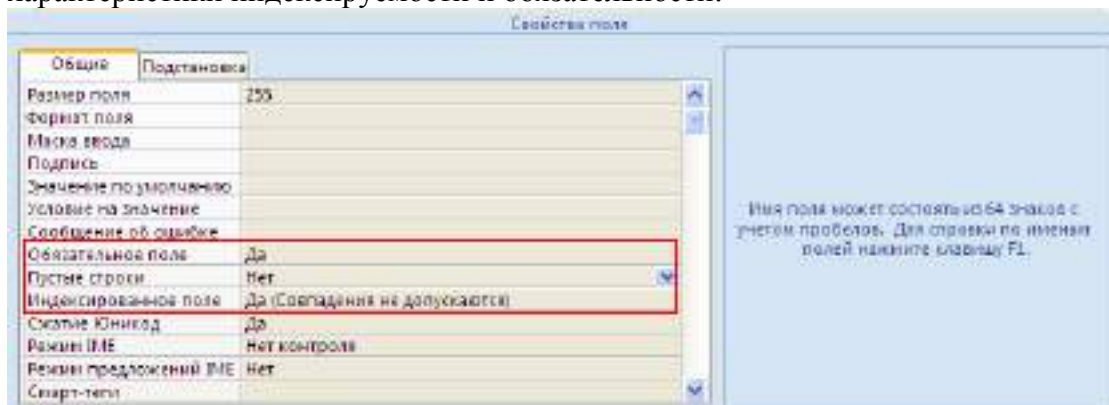 характеристики индексируемости и обязательности.
Свойства поля
Общие Подстановка
Размер поля 255
Формат поля
Маска ввода
Подпись
Значение по умолчанию
Условие на значение
Сообщение об ошибке
Обязательное поле Да
Пустые строки Нет
Индексированное поле Да (Совпадения не допускаются)
Сжатие Юникод Да
Режим IME Нет контроля
Режим предложений IME Нет
Смарт-теги
Имя поля может состоять из 64 знаков с
учетом пробелов. Для справки по именам
полей нажмите клавишу F1.